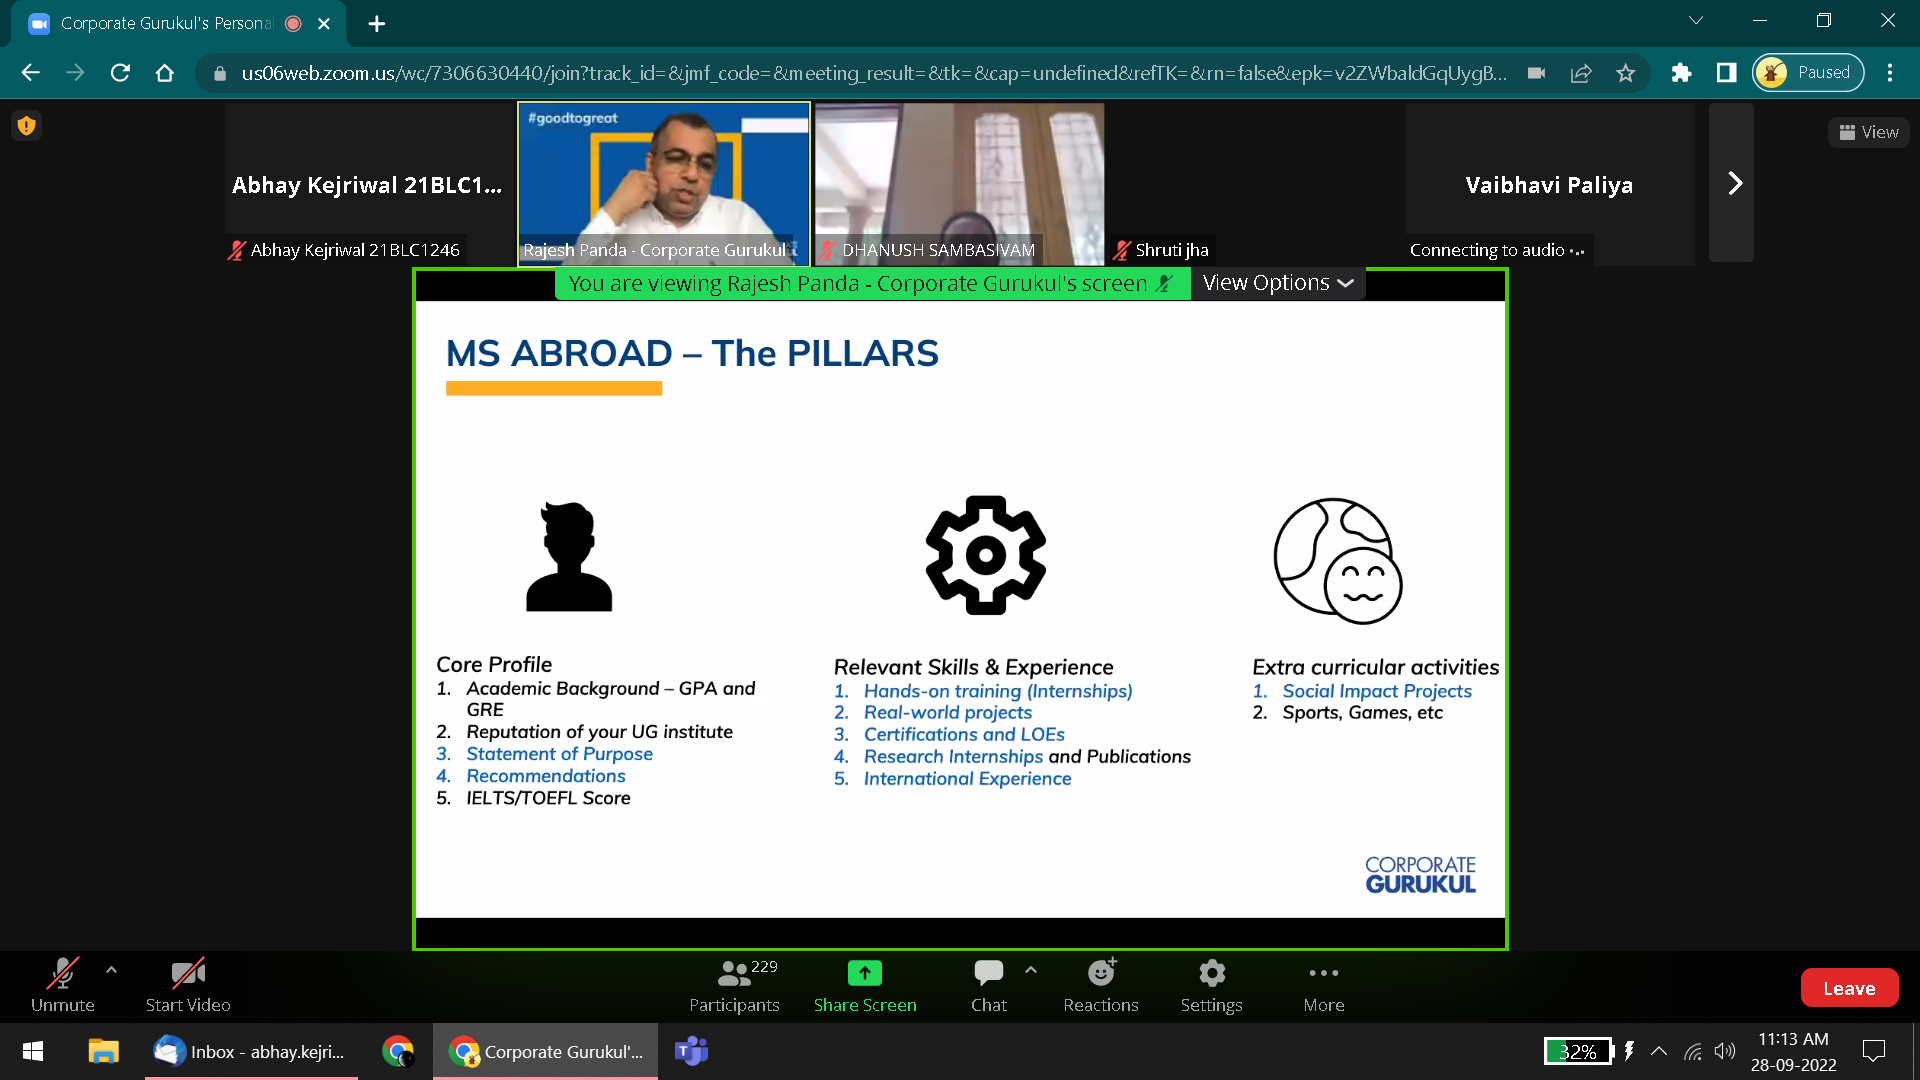 Corporate Gurukul's Persona
us06web.zoom.us/wc/7306630440/join?track_id=&jmf_code=&meeting_result=&tk=&cap=undefined&refTK=&rn=false&epk=v2ZWbaldGqUygB...
Paused
#goodtogreat
View
Abhay Kejriwal 21BLC1...
Vaibhavi Paliya
Abhay Kejriwal 21BLC1246
Rajesh Panda - Corporate Gurukul
DHANUSH SAMBASIVAM
Shruti jha
Connecting to audio
You are viewing Rajesh Panda - Corporate Gurukul's screen
View Options
MS ABROAD – The PILLARS
Core Profile
1. Academic Background – GPA and
GRE
2. Reputation of your UG institute
3. Statement of Purpose
4. Recommendations
5. IELTS/TOEFL Score
Relevant Skills & Experience
1. Hands-on training (Internships)
2. Real-world projects
3. Certifications and LOEs
4. Research Internships and Publications
5. International Experience
Extra curricular activities
1. Social Impact Projects
2. Sports, Games, etc
CORPORATE
GURUKUL
Unmute
Start Video
229
Participants
Share Screen
Chat
Reactions
Settings
More
Leave
Inbox - abhay.kejri...
Corporate Gurukul'...
32%
11:13 AM
28-09-2022